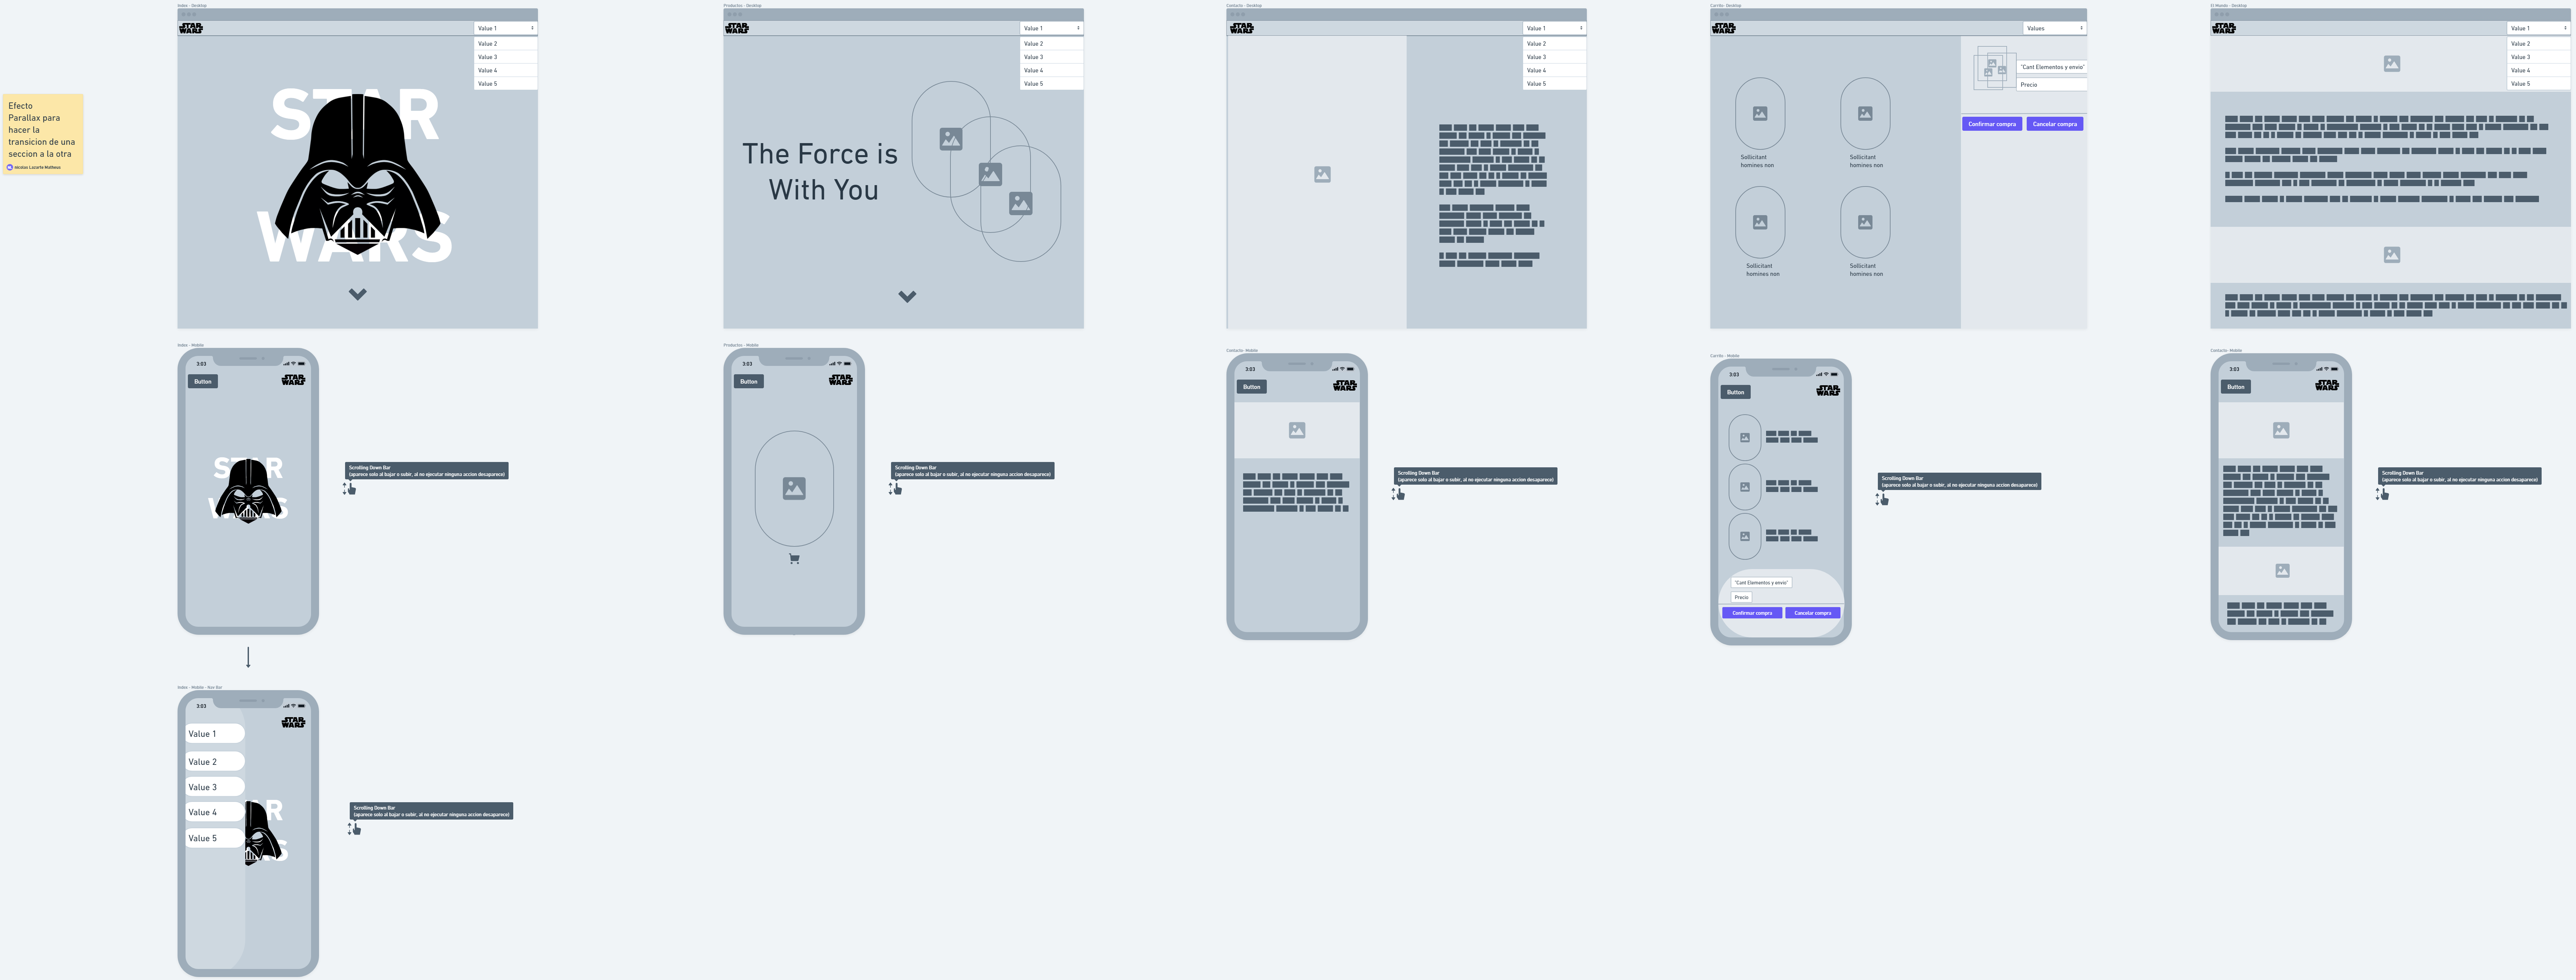 Index - Desktop
STAR
WARS
Value 1
Value 2
Value 3
Value 4
Value 5
STAR
WARS
Efecto
Parallax para
hacer la
transicion de una
seccion a la otra
nicolas Lacorte Matheus
Productos - Desktop
STAR
WARS
Value 1
Value 2
Value 3
Value 4
Value 5
The Force is
With You
Contacto - Desktop
STAR
WARS
Value 1
Value 2
Value 3
Value 4
Value 5
Carrito - Desktop
STAR
WARS
Values
"Cant Elementos y envio"
Precio
Confirmar compra
Cancelar compra
Sollicitant
homines non
Sollicitant
homines non
Sollicitant
homines non
Sollicitant
homines non
El Mundo - Desktop
STAR
WARS
Value 1
Value 2
Value 3
Value 4
Value 5
Index - Mobile
3:03
Button
STAR
WARS
STAR
WARS
Scrolling Down Bar
(aparece solo al bajar o subir, al no ejecutar ninguna accion desaparece)
Productos - Mobile
3:03
Button
STAR
WARS
Scrolling Down Bar
(aparece solo al bajar o subir, al no ejecutar ninguna accion desaparece)
Contacto - Mobile
3:03
Button
STAR
WARS
Scrolling Down Bar
(aparece solo al bajar o subir, al no ejecutar ninguna accion desaparece)
Carrito - Mobile
3:03
Button
STAR
WARS
"Cant Elementos y envio"
Precio
Confirmar compra
Cancelar compra
Scrolling Down Bar
(aparece solo al bajar o subir, al no ejecutar ninguna accion desaparece)
Contacto - Mobile
3:03
Button
STAR
WARS
Scrolling Down Bar
(aparece solo al bajar o subir, al no ejecutar ninguna accion desaparece)
Index - Mobile - Nav Bar
3:03
STAR
WARS
Value 1
Value 2
Value 3
Value 4
Value 5
AR
S
Scrolling Down Bar
(aparece solo al bajar o subir, al no ejecutar ninguna accion desaparece)